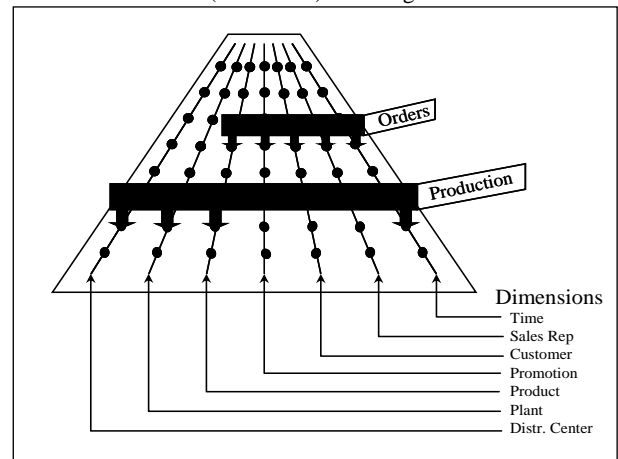 Orders
Production
Dimensions
Time
Sales Rep
Customer
Promotion
Product
Plant
Distr. Center